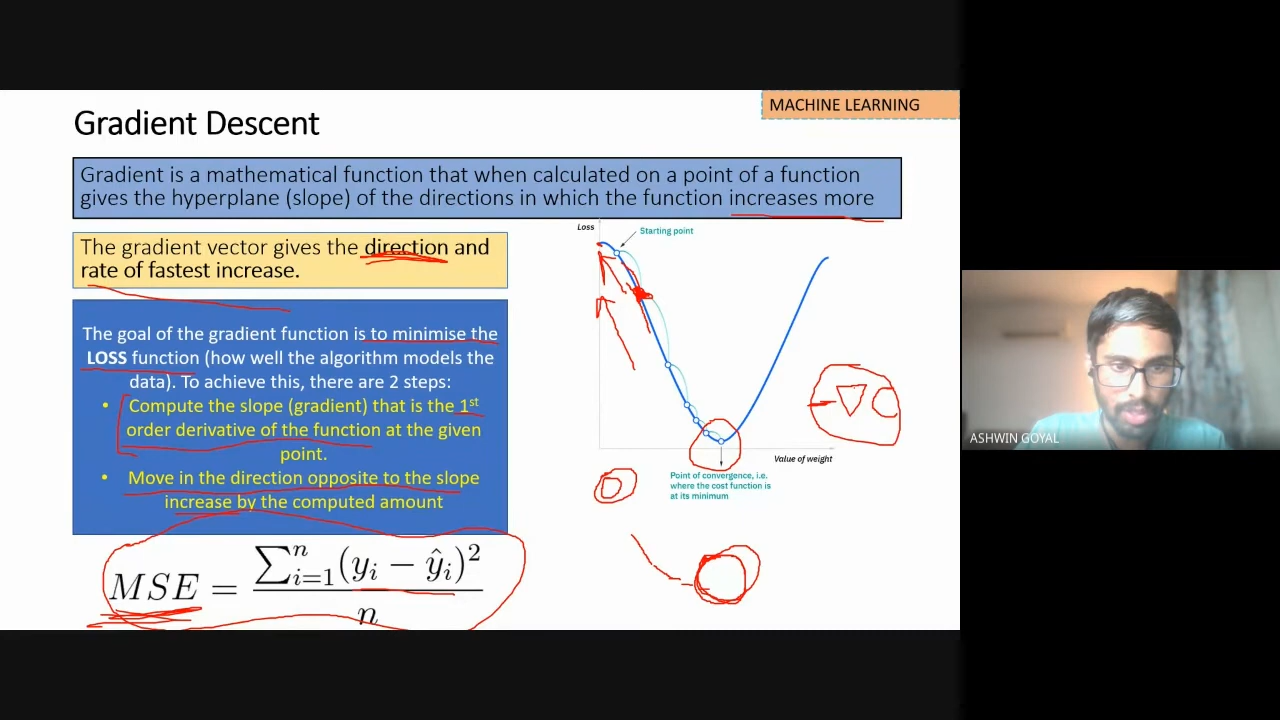 MACHINE LEARNING
Gradient Descent
Gradient is a mathematical function that when calculated on a point of a function
gives the hyperplane (slope) of the directions in which the function increases more
The gradient vector gives the direction and
rate of fastest increase.
The goal of the gradient function is to minimise the
LOSS function (how well the algorithm models the
data). To achieve this, there are 2 steps:
• Compute the slope (gradient) that is the 1st
order derivative of the function at the given
point.
• Move in the direction opposite to the slope
increase by the computed amount
MSE = \frac{\sum_{i=1}^{n}(y_i - \hat{y}_i)^2}{n}
Loss
Starting point
Value of weight
Point of convergence, i.e.
where the cost function is
at its minimum
ASHWIN GOYAL